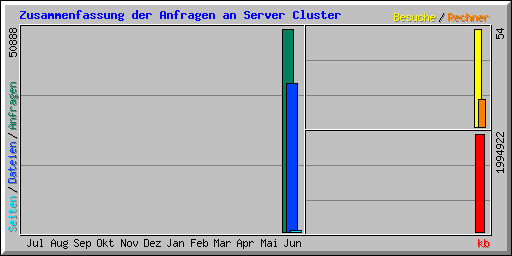 Zusammenfassung der Anfragen an Server Cluster
Besuche / Rechner
50888
Seiten / Dateien / Anfragen
54
1994922
Jul Aug Sep Okt Nov Dez Jan Feb Mar Apr Mai Jun
kb